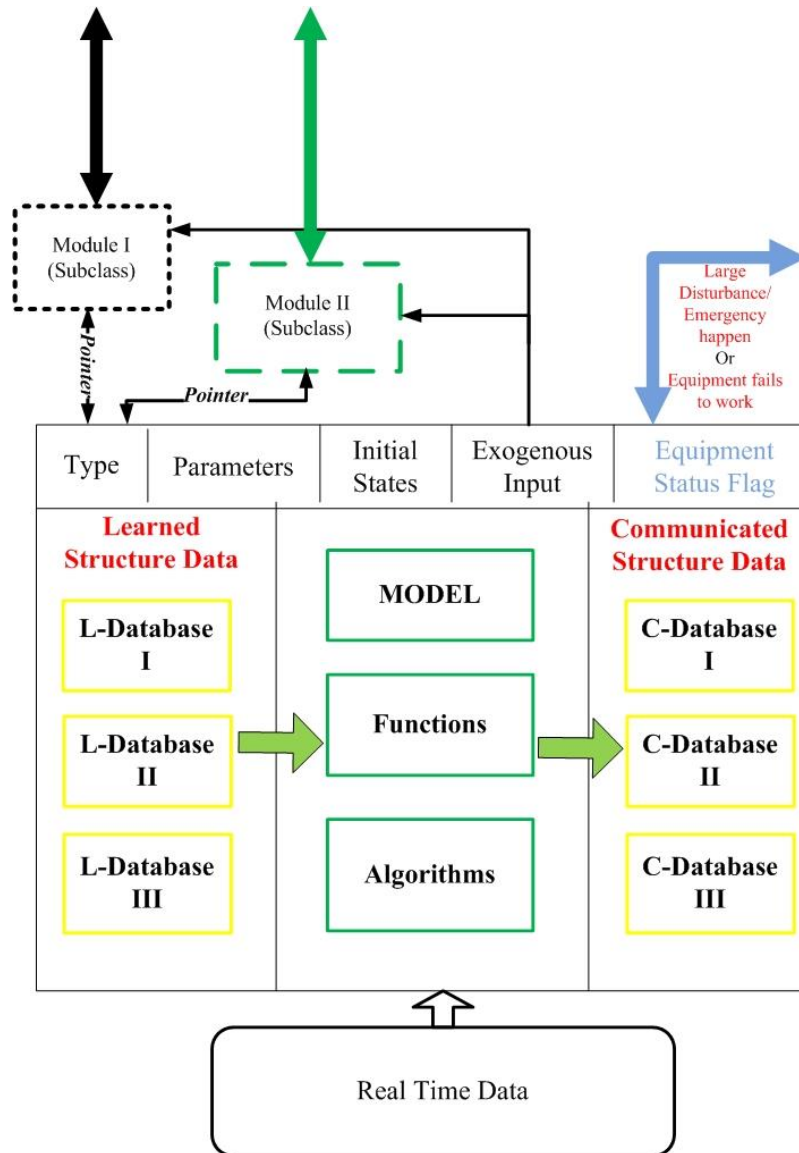 Module I
(Subclass)
Module II
(Subclass)
Pointer
Pointer
Large
Disturbance/
Emergency
happen
Or
Equipment fails
to work
Type
Parameters
Initial
States
Exogenous
Input
Equipment
Status Flag
Learned
Structure Data
Communicated
Structure Data
L-Database
I
MODEL
C-Database
I
L-Database
II
Functions
C-Database
II
L-Database
III
Algorithms
C-Database
III
Real Time Data